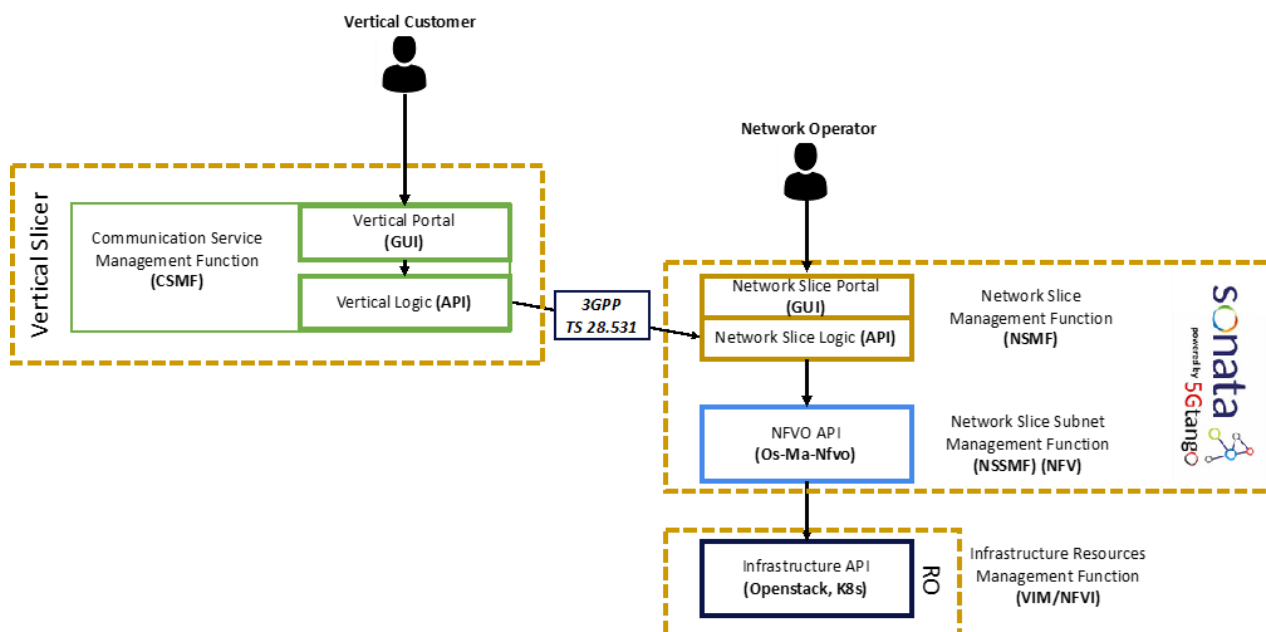 Vertical Customer
Network Operator
Vertical Slicer
Communication Service
Management Function
(CSMF)
Vertical Portal
(GUI)
Vertical Logic (API)
3GPP
TS 28.531
Network Slice Portal
(GUI)
Network Slice Logic (API)
Network Slice
Management Function
(NSMF)
NFVO API
(Os-Ma-Nfvo)
Network Slice Subnet
Management Function
(NSSMF) (NFV)
sonata
powered by 5GtangO
Infrastructure API
(Openstack, K8s)
RO
Infrastructure Resources
Management Function
(VIM/NFVI)